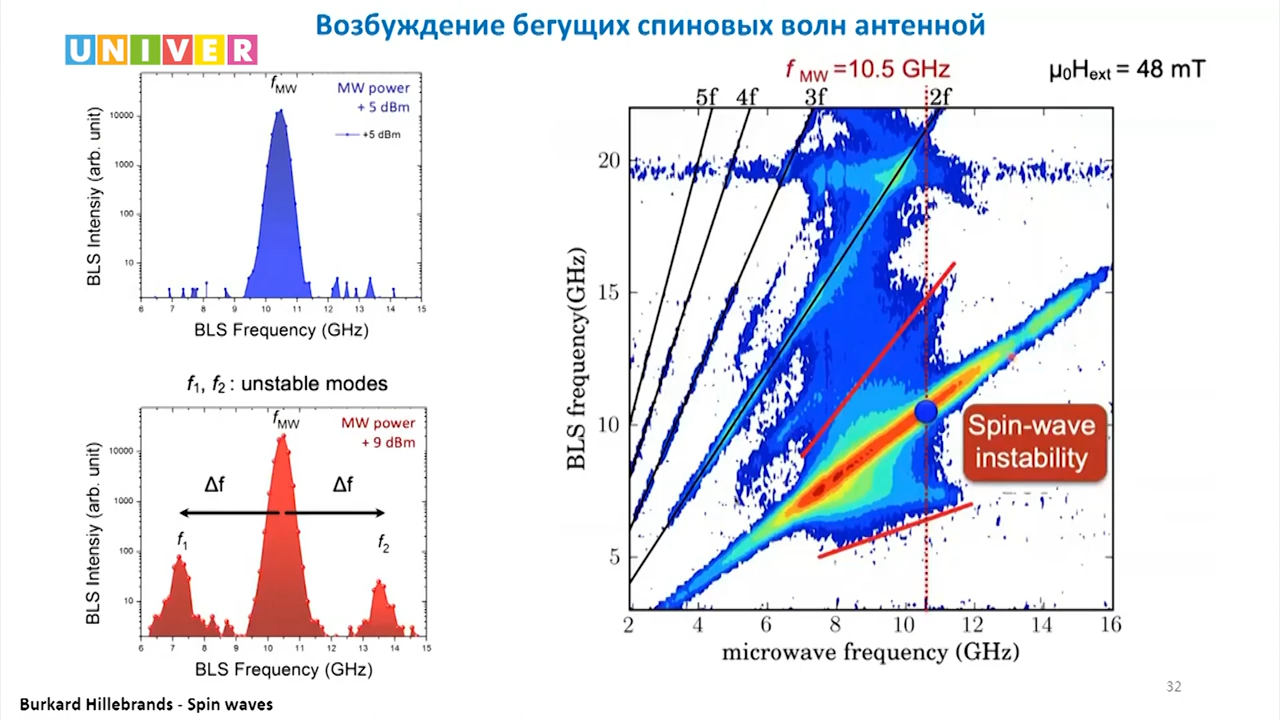 Возбуждение бегущих спиновых волн антенной
UNIVER
f MW
MW power
+ 5 dBm
+5 dBm
BLS Intensiy (arb. unit)
10000
1000
100
10
6 7 8 9 10 11 12 13 14 15
BLS Frequency (GHz)
f1, f2 : unstable modes
fMW
MW power
+ 9 dBm
Δf Δf
f1 f2
BLS Intensiy (arb. unit)
10000
1000
100
10
6 7 8 9 10 11 12 13 14 15
BLS Frequency (GHz)
f MW =10.5 GHz
μ0Hext = 48 mT
5f 4f 3f 2f
BLS frequency(GHz)
20
15
10
5
Spin-wave
instability
2 4 6 8 10 12 14 16
microwave frequency (GHz)
32
Burkard Hillebrands - Spin waves